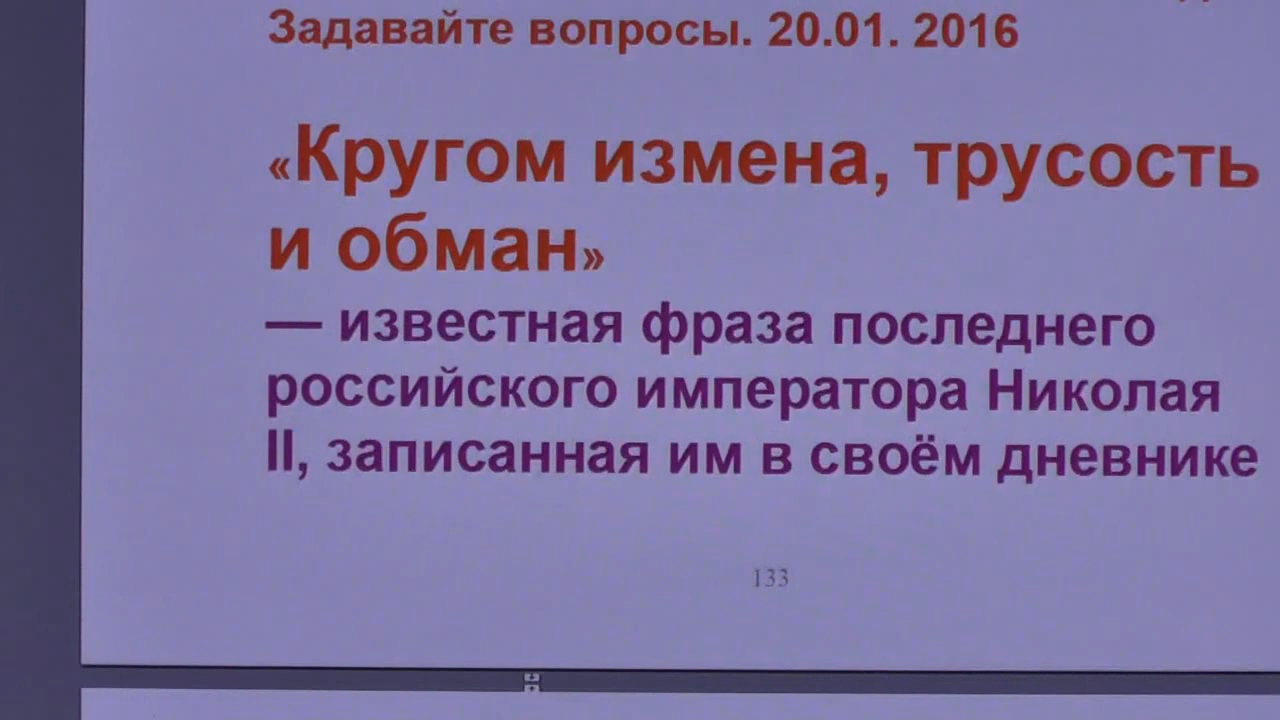 Задавайте вопросы. 20.01. 2016
«Кругом измена, трусость
и обман»
— известная фраза последнего
российского императора Николая
II, записанная им в своём дневнике
133